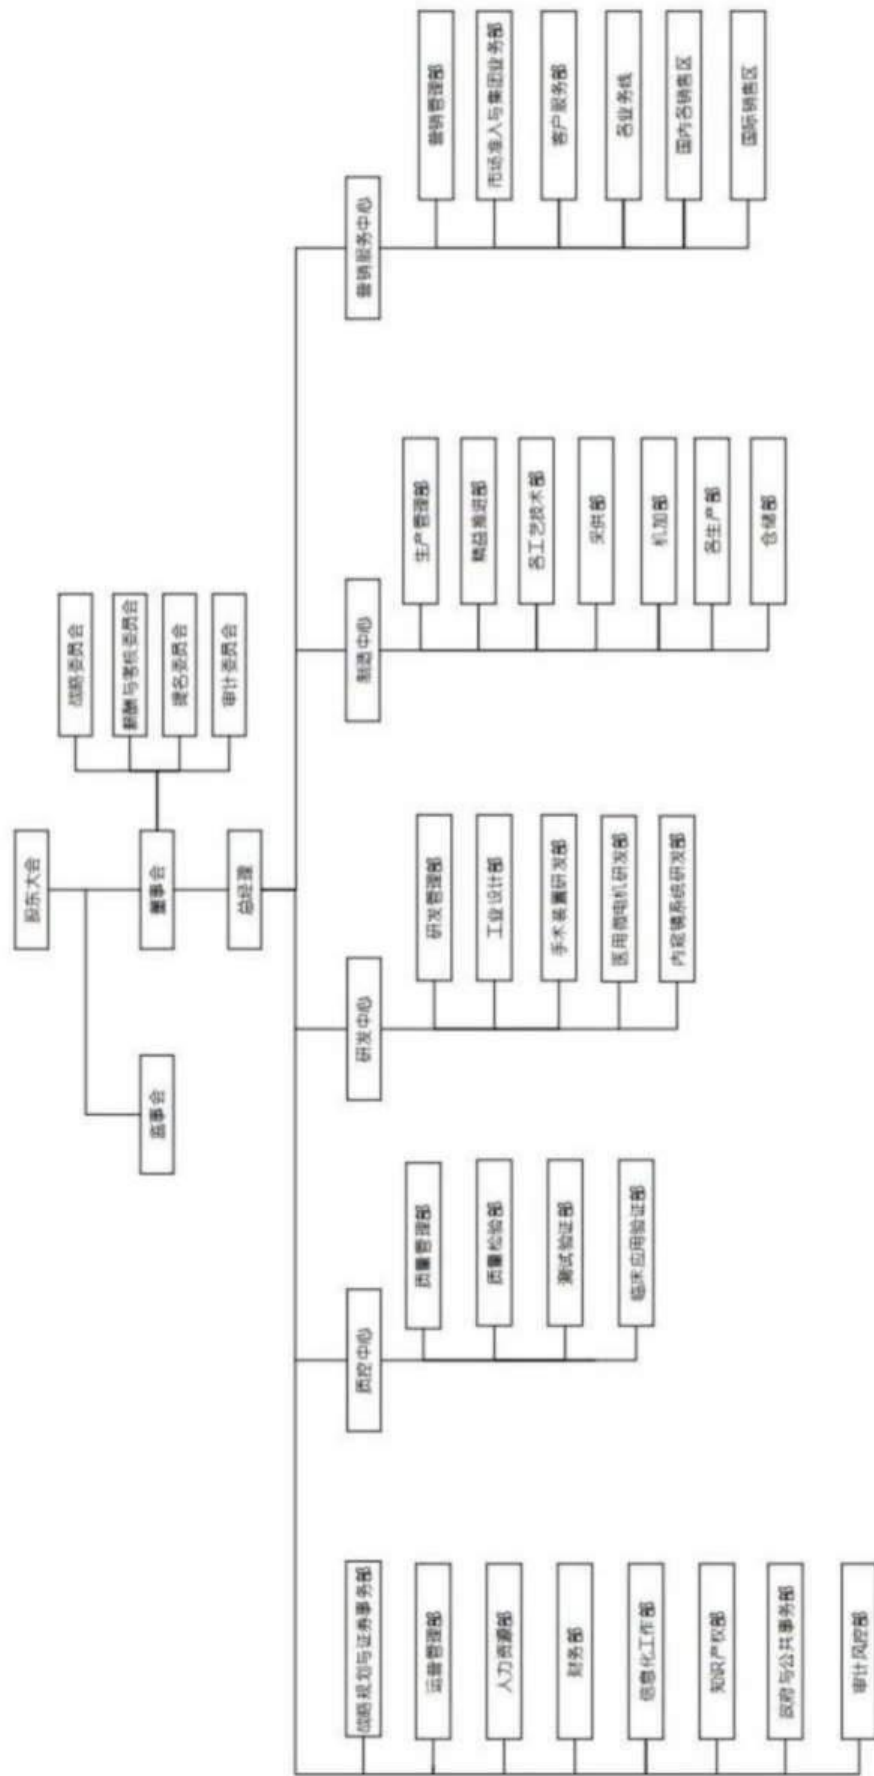 股东大会
监事会
董事会
战略委员会
薪酬与考核委员会
提名委员会
审计委员会
总经理
战略规划与证券事务部
运营管理部
人力资源部
财务部
信息化工作部
知识产权部
政府与公共事务部
审计风控部
质控中心
质量管理部
质量检验部
测试验证部
临床应用验证部
研发中心
研发管理部
工业设计部
手术装置研发部
医用微电机研发部
内窥镜系统研发部
制造中心
生产管理部
精益推进部
各工艺技术部
采供部
机加部
各生产部
仓储部
营销服务中心
营销管理部
市场准入与集团业务部
客户服务部
各业务线
国内各销售区
国际销售区